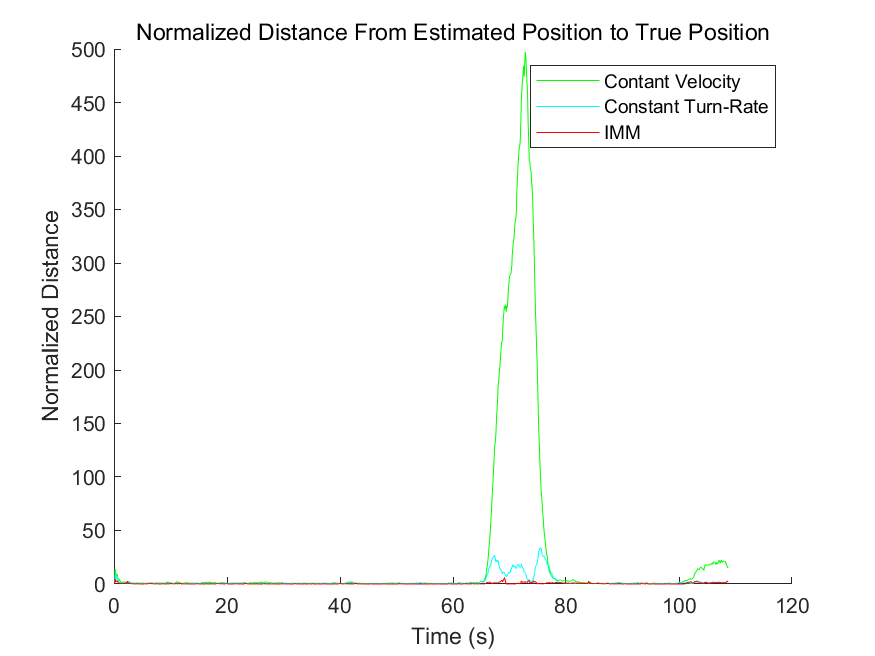 Normalized Distance From Estimated Position to True Position
500
450
400
350
300
250
200
150
100
50
0
Normalized Distance
Contant Velocity
Constant Turn-Rate
IMM
0 20 40 60 80 100 120
Time (s)